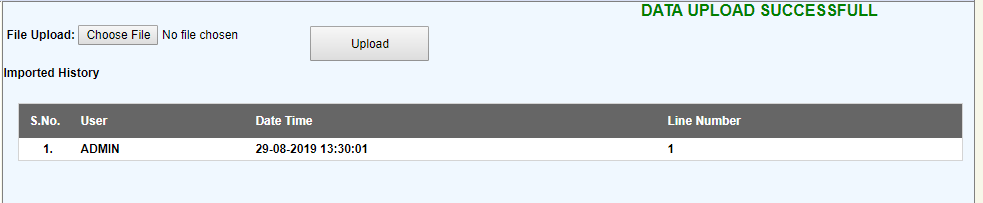 DATA UPLOAD SUCCESSFULL
File Upload: Choose File No file chosen Upload
Imported History
S.No. User Date Time Line Number
1. ADMIN 29-08-2019 13:30:01 1